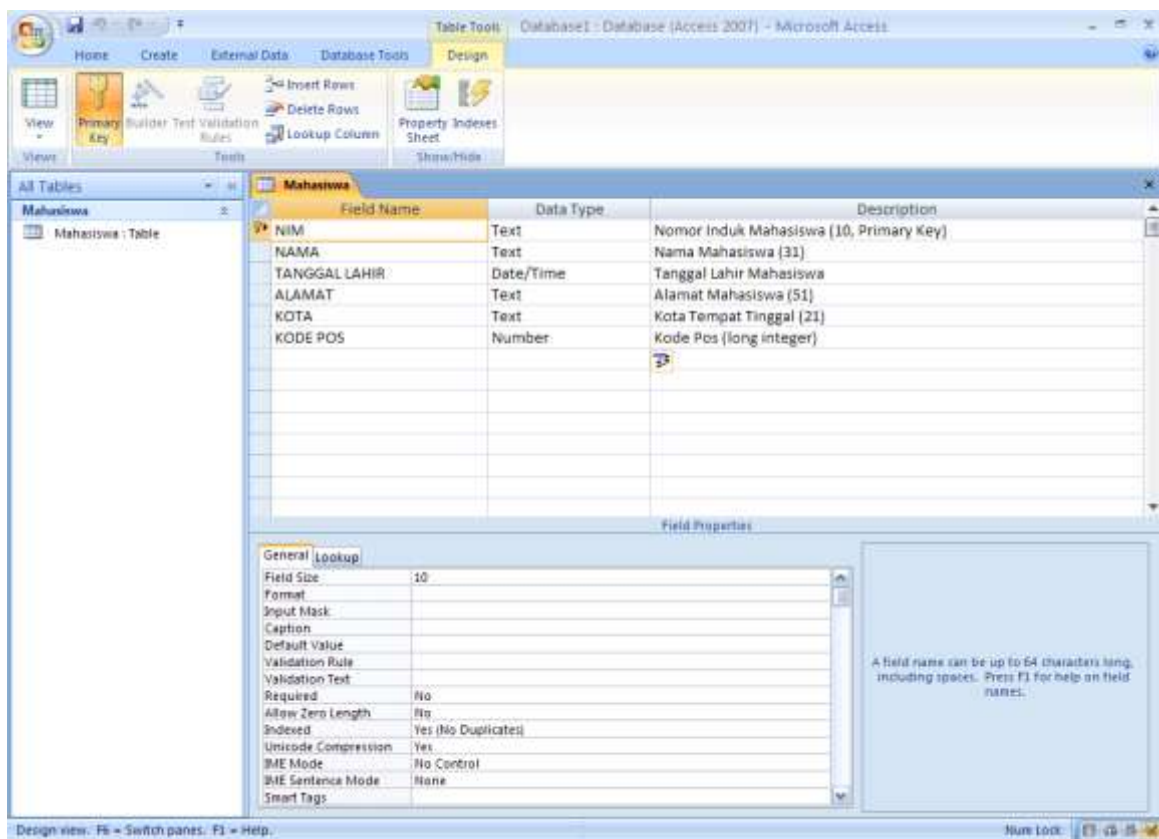 Table Tools Database1 : Database (Access 2007) - Microsoft Access
Home Create External Data Database Tools Design
View Primary Key Builder Test Validation Rules Insert Rows Delete Rows Lookup Column Property Sheet Indexes
Views Tools Show/Hide
All Tables
Mahasiswa
Mahasiswa : Table
Mahasiswa
Field Name Data Type Description
NIM Text Nomor Induk Mahasiswa (10, Primary Key)
NAMA Text Nama Mahasiswa (31)
TANGGAL LAHIR Date/Time Tanggal Lahir Mahasiswa
ALAMAT Text Alamat Mahasiswa (51)
KOTA Text Kota Tempat Tinggal (21)
KODE POS Number Kode Pos (long integer)
Field Properties
General Lookup
Field Size 10
Format
Input Mask
Caption
Default Value
Validation Rule
Validation Text
Required No
Allow Zero Length No
Indexed Yes (No Duplicates)
Unicode Compression Yes
IME Mode No Control
IME Sentence Mode None
Smart Tags
A field name can be up to 64 characters long,
including spaces. Press F1 for help on field
names.
Design view. F6 = Switch panes. F1 = Help. Num Lock